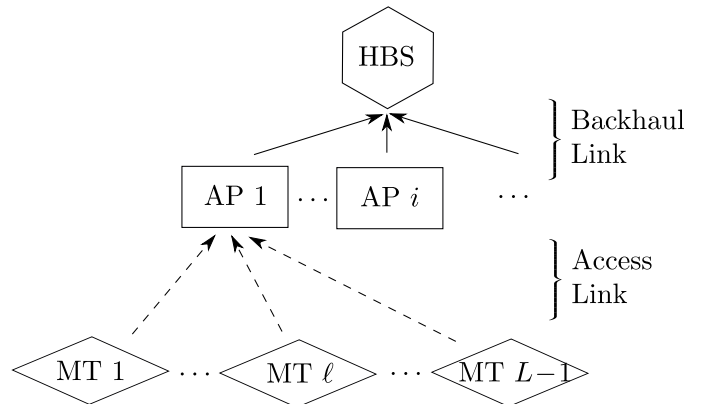 HBS
Backhaul
Link
AP 1 ··· AP i ···
Access
Link
MT 1 ··· MT ℓ ··· MT L−1